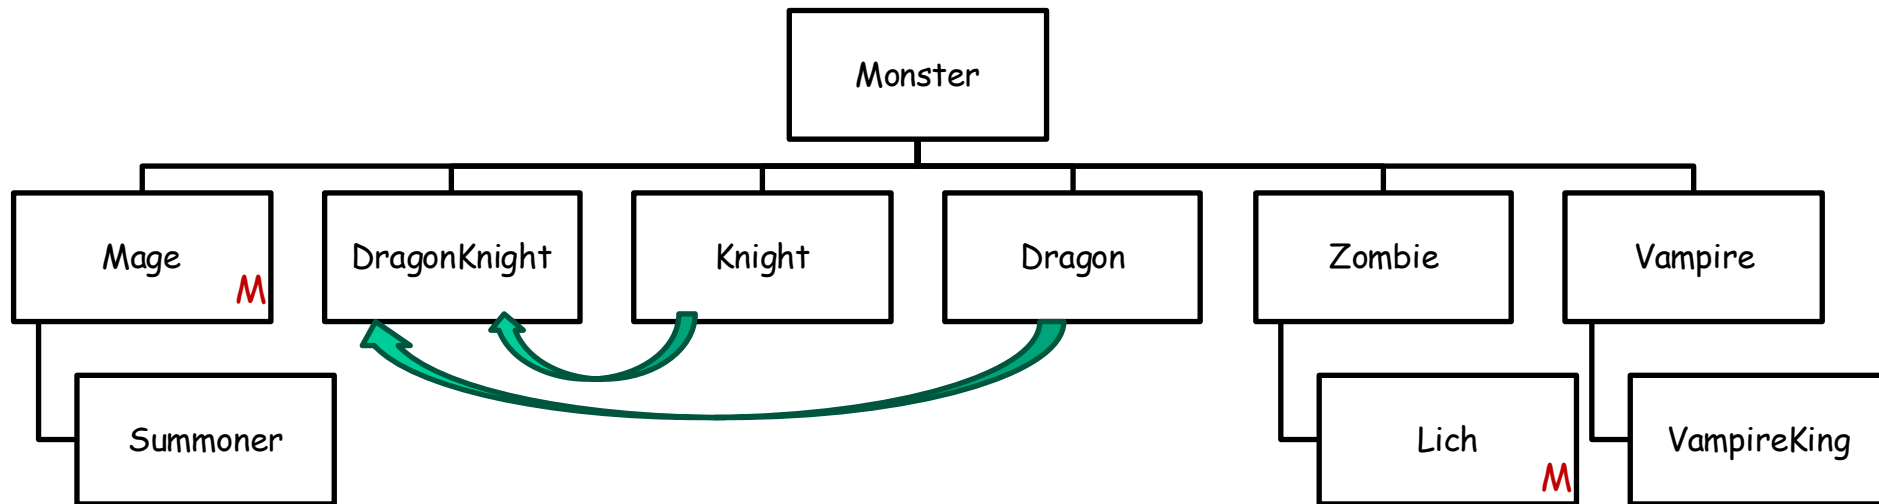 Monster
Mage
M
DragonKnight
Knight
Dragon
Zombie
Vampire
Summoner
Lich
M
VampireKing